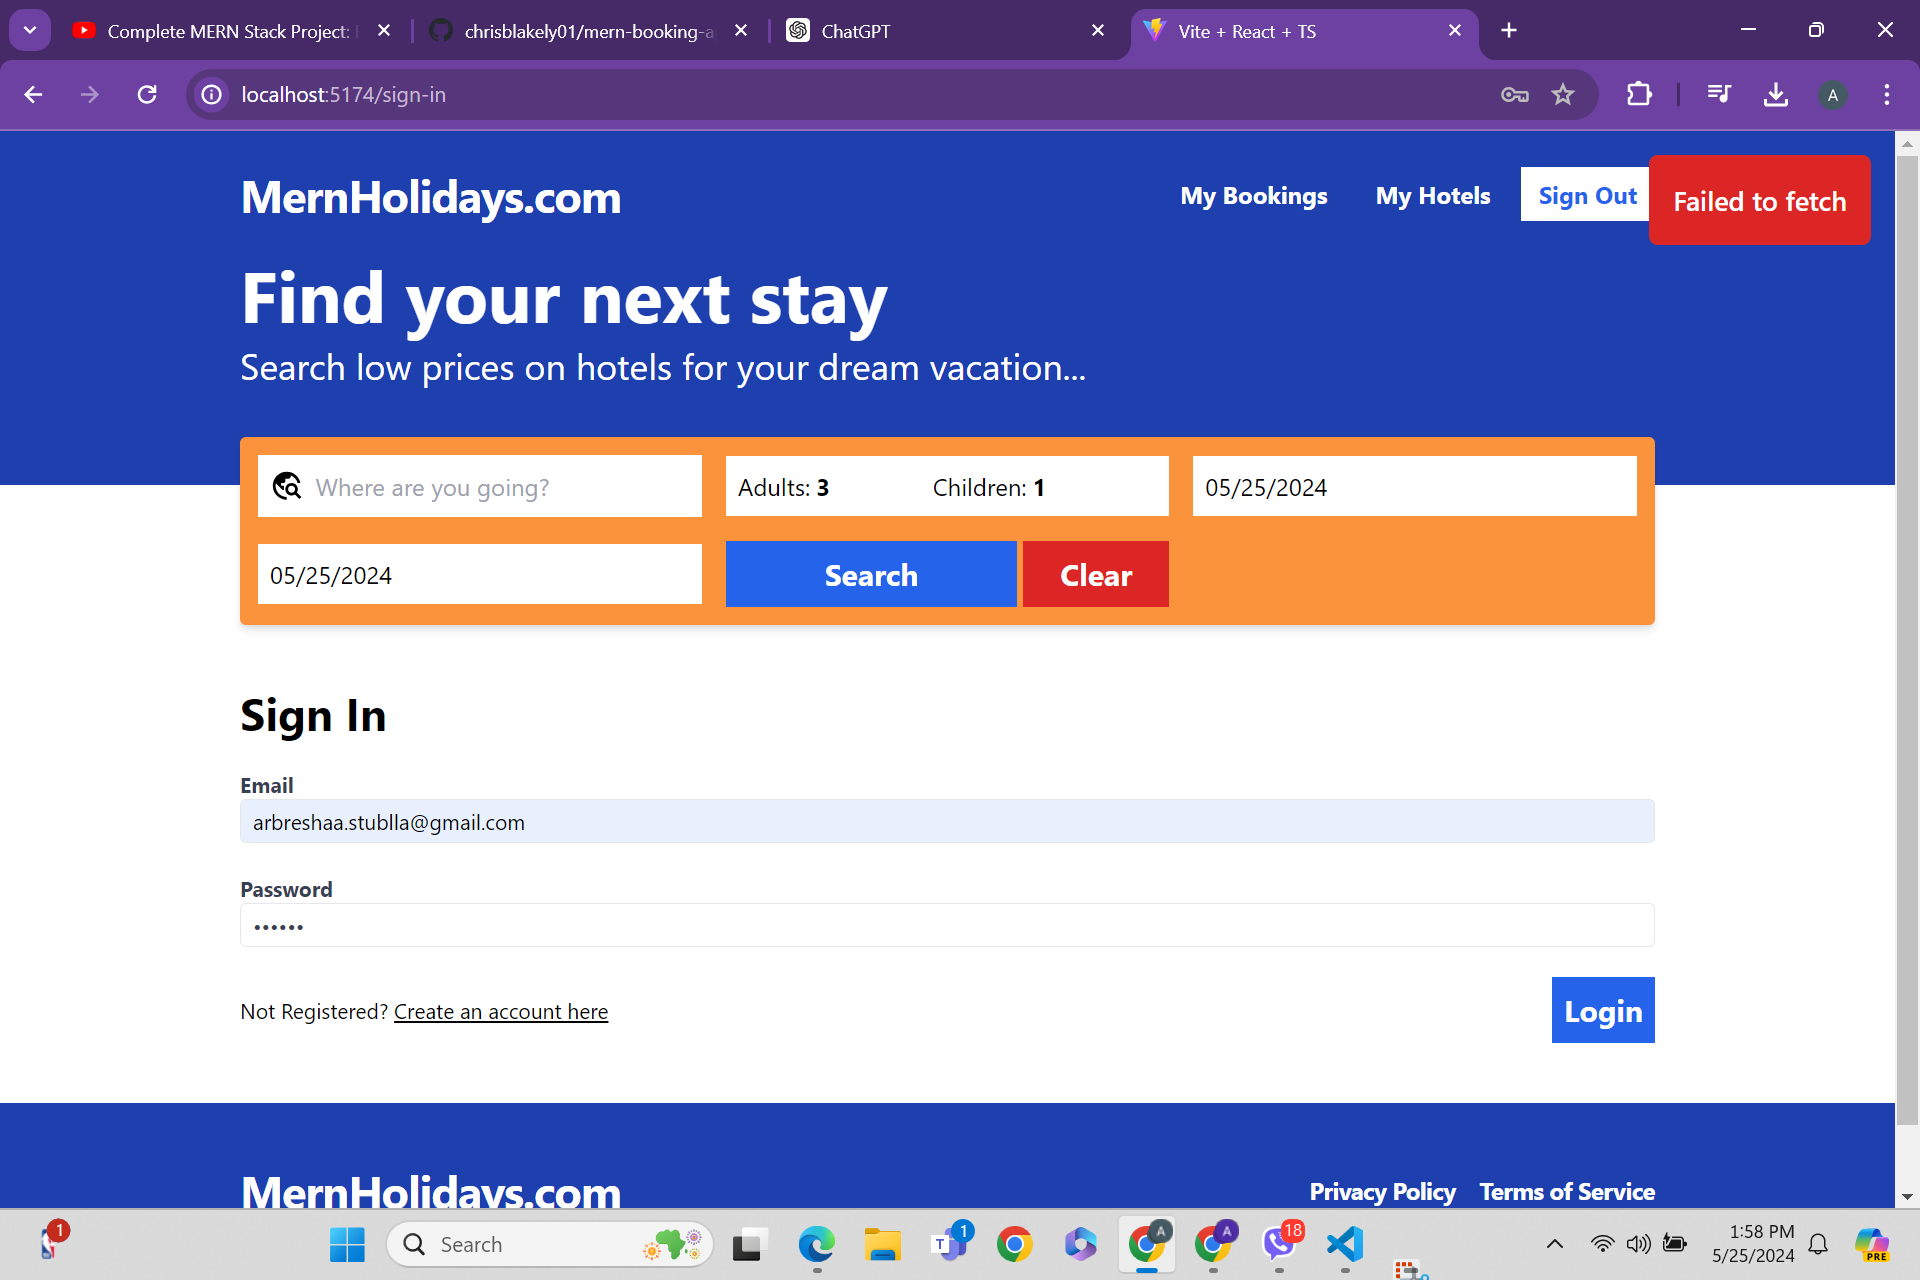 Complete MERN Stack Project:
chrisblakely01/mern-booking-a
ChatGPT
Vite + React + TS
localhost:5174/sign-in
A
MernHolidays.com
My Bookings
My Hotels
Sign Out
Failed to fetch
Find your next stay
Search low prices on hotels for your dream vacation...
Where are you going?
Adults: 3
Children: 1
05/25/2024
05/25/2024
Search
Clear
Sign In
Email
arbreshaa.stublla@gmail.com
Password
••••••
Not Registered? Create an account here
Login
MernHolidays.com
Privacy Policy
Terms of Service
1
Search
T
1
A
A
18
1:58 PM
5/25/2024
PRE